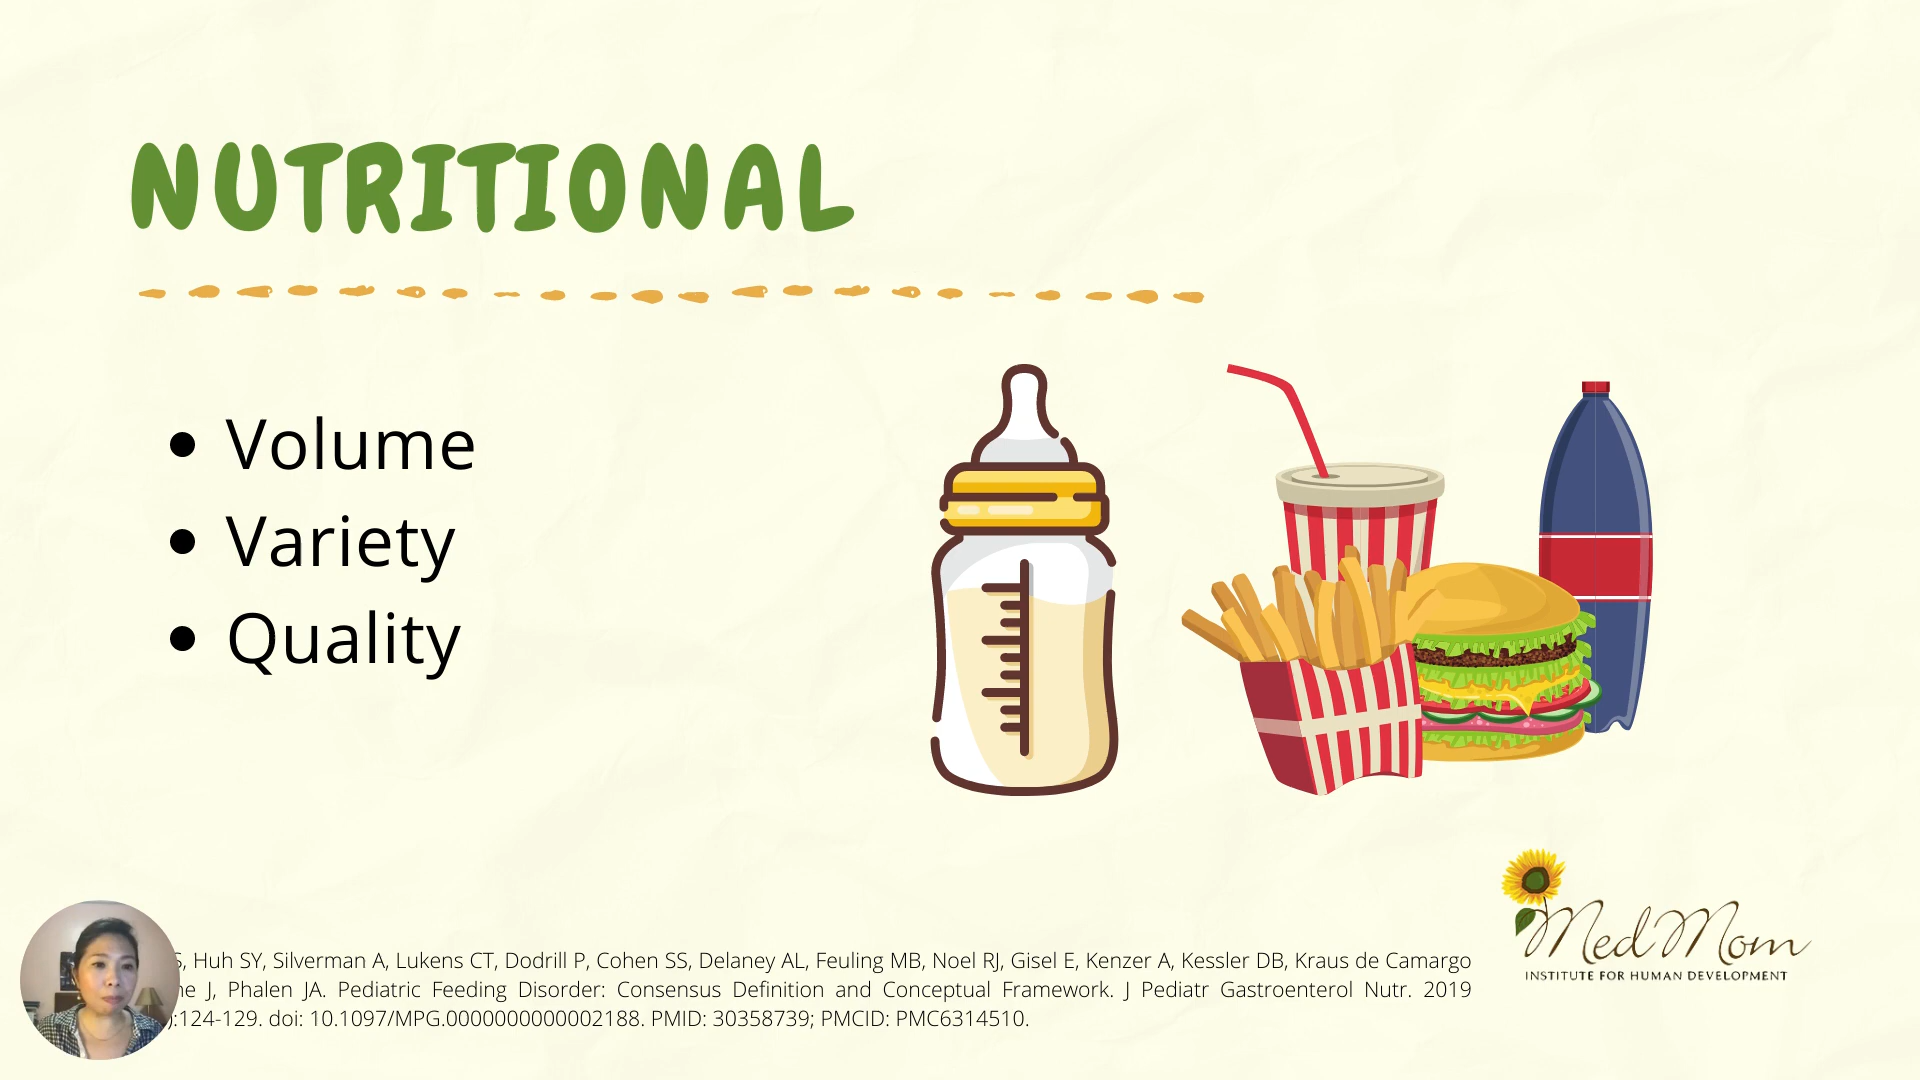 NUTRITIONAL
• Volume
• Variety
• Quality
Huh SY, Silverman A, Lukens CT, Dodrill P, Cohen SS, Delaney AL, Feuling MB, Noel RJ, Gisel E, Kenzer A, Kessler DB, Kraus de Camargo
J, Phalen JA. Pediatric Feeding Disorder: Consensus Definition and Conceptual Framework. J Pediatr Gastroenterol Nutr. 2019
):124-129. doi: 10.1097/MPG.0000000000002188. PMID: 30358739; PMCID: PMC6314510.
Med Mom
INSTITUTE FOR HUMAN DEVELOPMENT